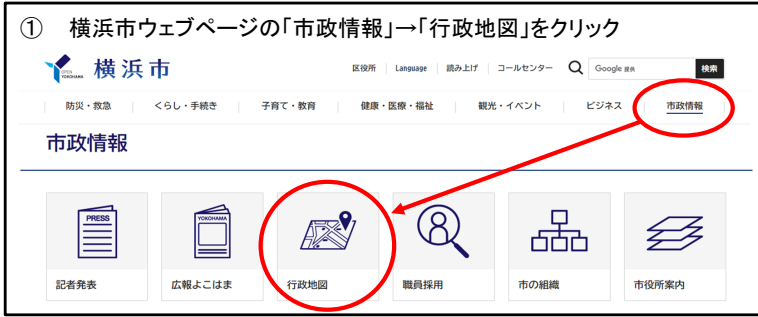 ① 横浜市ウェブページの「市政情報」→「行政地図」をクリック
OPEN YOKOHAMA 横浜市 区役所 Language 読み上げ コールセンター Google 提供 検索
防災・救急 くらし・手続き 子育て・教育 健康・医療・福祉 観光・イベント ビジネス 市政情報
市政情報
PRESS YOKOHAMA
記者発表 広報よこはま 行政地図 職員採用 市の組織 市役所案内